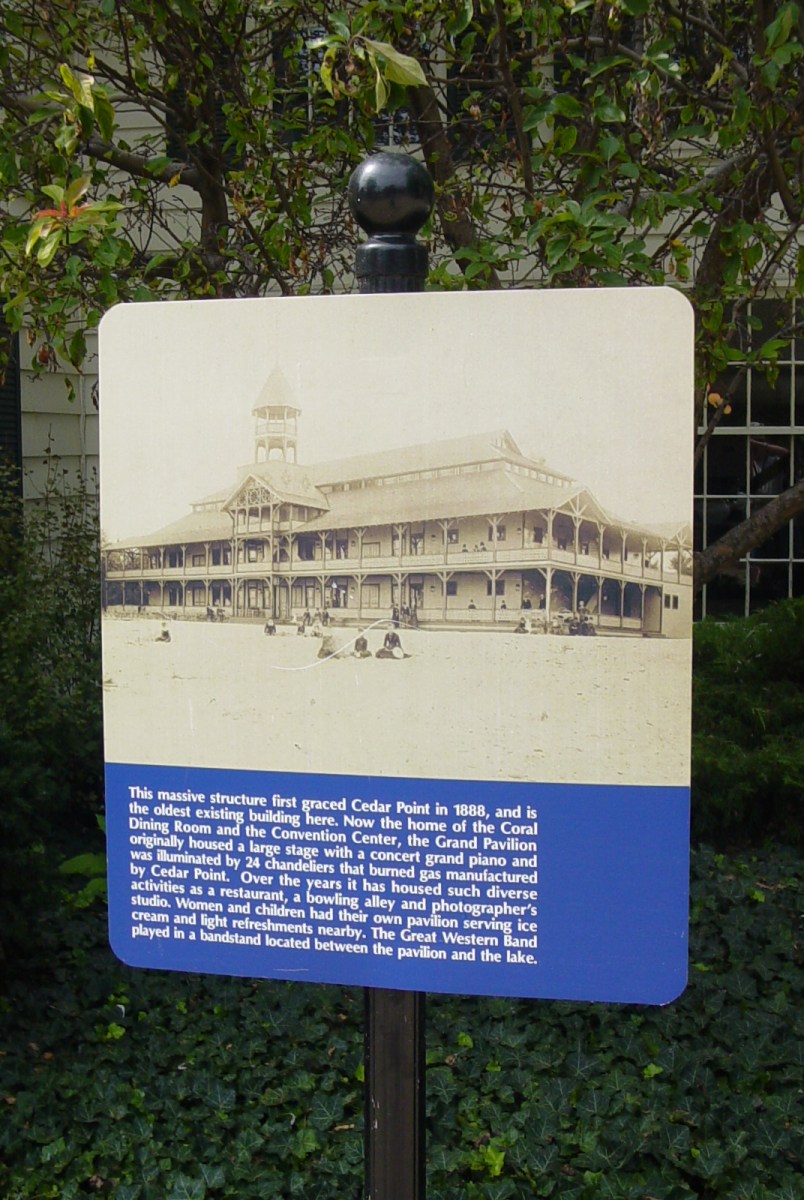 This massive structure first graced Cedar Point in 1888, and is
the oldest existing building here. Now the home of the Coral
Dining Room and the Convention Center, the Grand Pavilion
originally housed a large stage with a concert grand piano and
was illuminated by 24 chandeliers that burned gas manufactured
by Cedar Point. Over the years it has housed such diverse
activities as a restaurant, a bowling alley and photographer's
studio. Women and children had their own pavilion serving ice
cream and light refreshments nearby. The Great Western Band
played in a bandstand located between the pavilion and the lake.